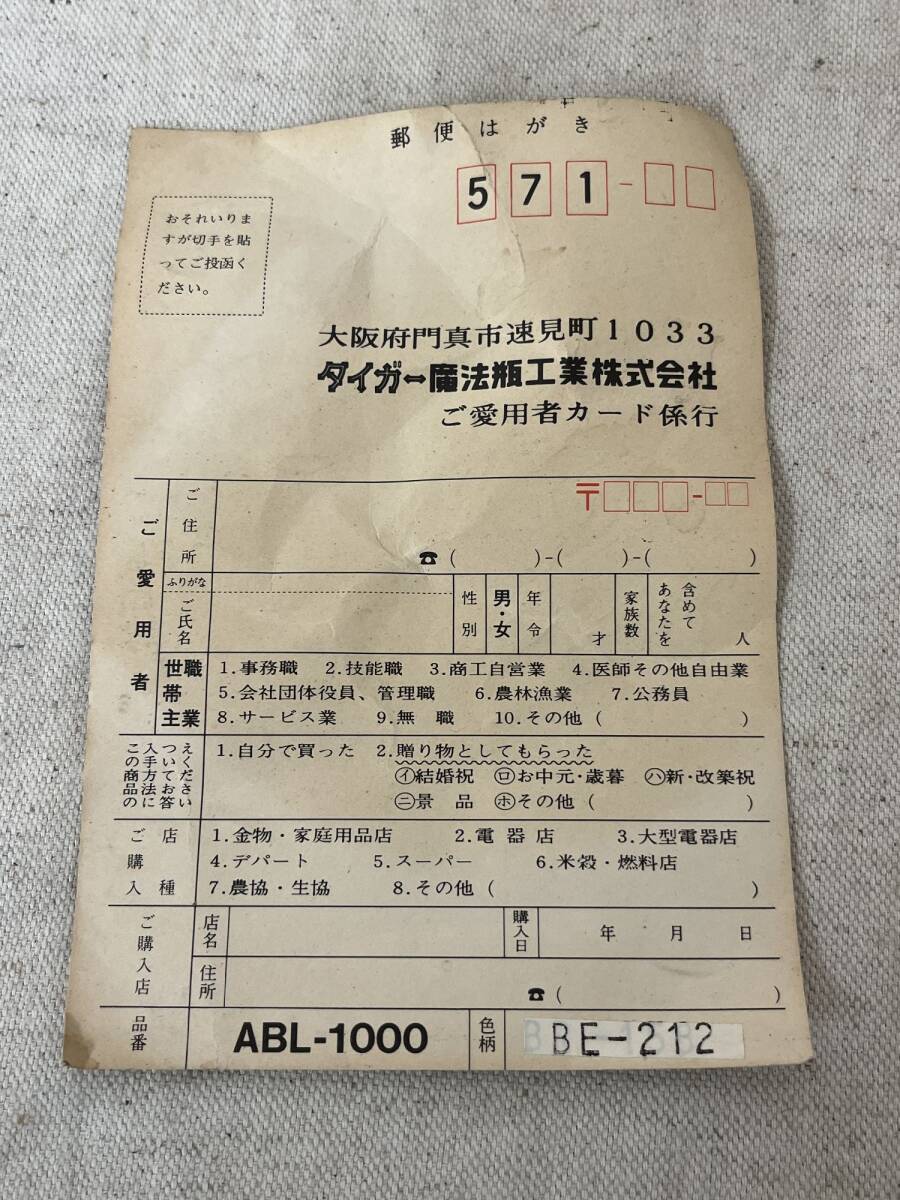 郵便はがき
571-
おそれいりま
すが切手を貼
ってご投函く
ださい。
大阪府門真市速見町1033
タイガー魔法瓶工業株式会社
ご愛用者カード係行
ご愛用者
ご住所
〒 -
☎( )-( )-( )
ふりがな
ご氏名
性別
男・女
年令
才
家族数
あなたを
含めて
人
世帯主
職業
1.事務職 2.技能職 3.商工自営業 4.医師その他自由業
5.会社団体役員、管理職 6.農林漁業 7.公務員
8.サービス業 9.無職 10.その他( )
この商品の
入手方法に
ついてお答
えください
1.自分で買った 2.贈り物としてもらった
㋑結婚祝 ㋺お中元・歳暮 ㋩新・改築祝
㋥景品 ㋭その他( )
ご購入
店種
1.金物・家庭用品店 2.電器店 3.大型電器店
4.デパート 5.スーパー 6.米穀・燃料店
7.農協・生協 8.その他( )
ご購入店
店名
購入日
年 月 日
住所
☎( )
品番
ABL-1000
色柄
BE-212